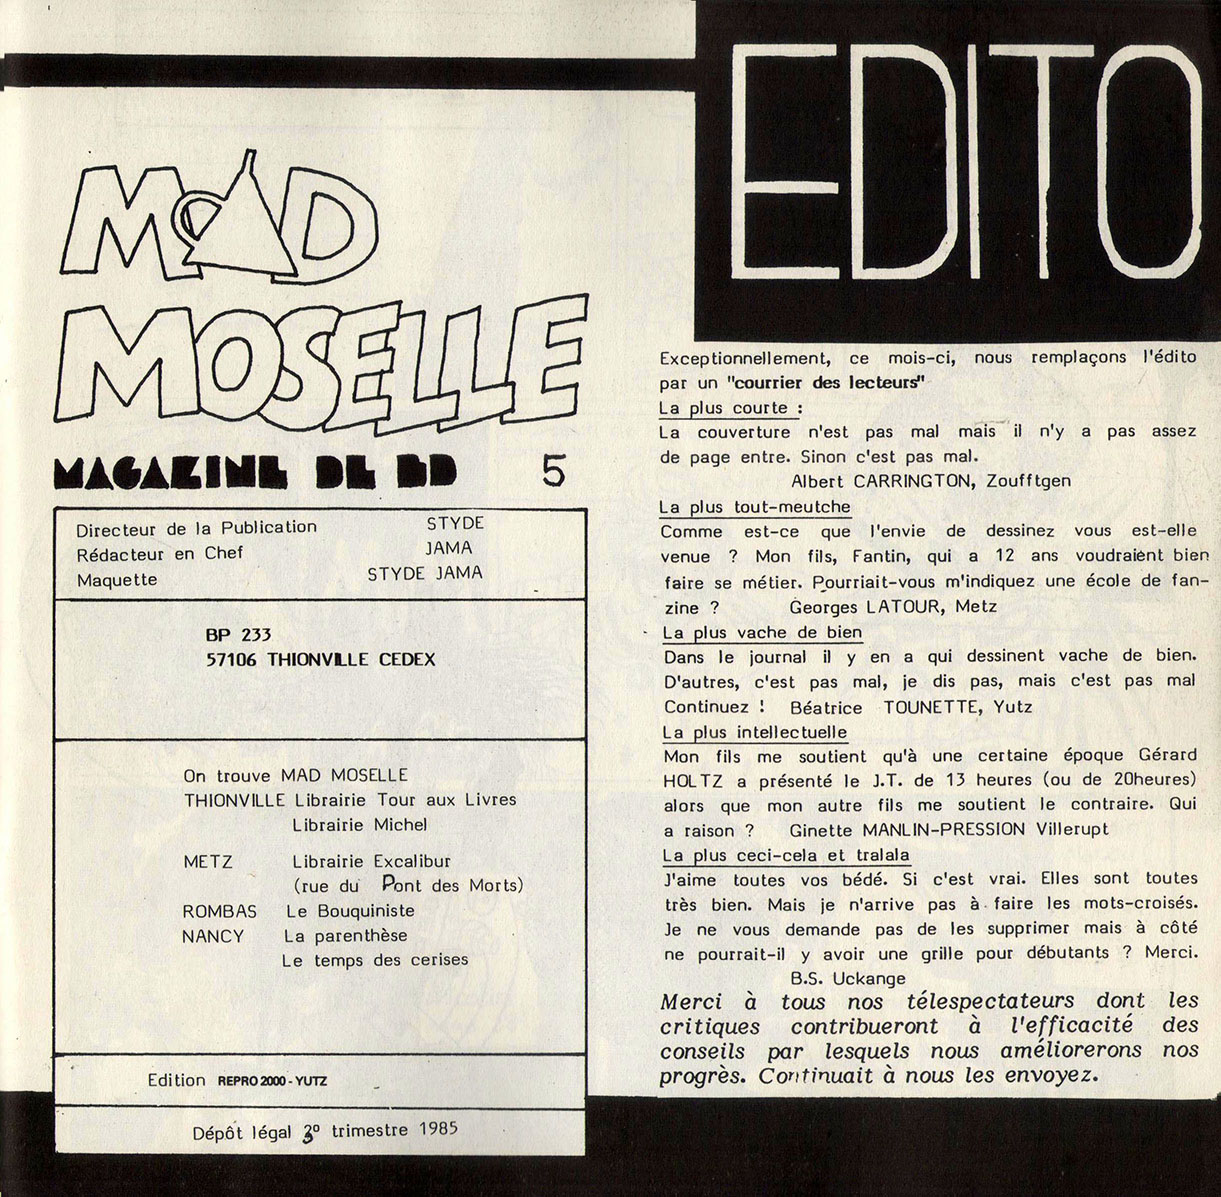 EDITO
MAD
MOSELLE
MAGAZINE DE BD 5
Directeur de la Publication STYDE
Rédacteur en Chef JAMA
Maquette STYDE JAMA
BP 233
57106 THIONVILLE CEDEX
On trouve MAD MOSELLE
THIONVILLE Librairie Tour aux Livres
Librairie Michel
METZ Librairie Excalibur
(rue du Pont des Morts)
ROMBAS Le Bouquiniste
NANCY La parenthèse
Le temps des cerises
Edition REPRO 2000 - YUTZ
Dépôt légal 3° trimestre 1985
Exceptionnellement, ce mois-ci, nous remplaçons l'édito
par un "courrier des lecteurs"
La plus courte :
La couverture n'est pas mal mais il n'y a pas assez
de page entre. Sinon c'est pas mal.
Albert CARRINGTON, Zoufftgen
La plus tout-meutche
Comme est-ce que l'envie de dessinez vous est-elle
venue ? Mon fils, Fantin, qui a 12 ans voudraient bien
faire se métier. Pourriait-vous m'indiquez une école de fan-
zine ? Georges LATOUR, Metz
La plus vache de bien
Dans le journal il y en a qui dessinent vache de bien.
D'autres, c'est pas mal, je dis pas, mais c'est pas mal
Continuez ! Béatrice TOUNETTE, Yutz
La plus intellectuelle
Mon fils me soutient qu'à une certaine époque Gérard
HOLTZ a présenté le J.T. de 13 heures (ou de 20heures)
alors que mon autre fils me soutient le contraire. Qui
a raison ? Ginette MANLIN-PRESSION Villerupt
La plus ceci-cela et tralala
J'aime toutes vos bédé. Si c'est vrai. Elles sont toutes
très bien. Mais je n'arrive pas à faire les mots-croisés.
Je ne vous demande pas de les supprimer mais à côté
ne pourrait-il y avoir une grille pour débutants ? Merci.
B.S. Uckange
Merci à tous nos télespectateurs dont les
critiques contribueront à l'efficacité des
conseils par lesquels nous améliorerons nos
progrès. Continuait à nous les envoyez.